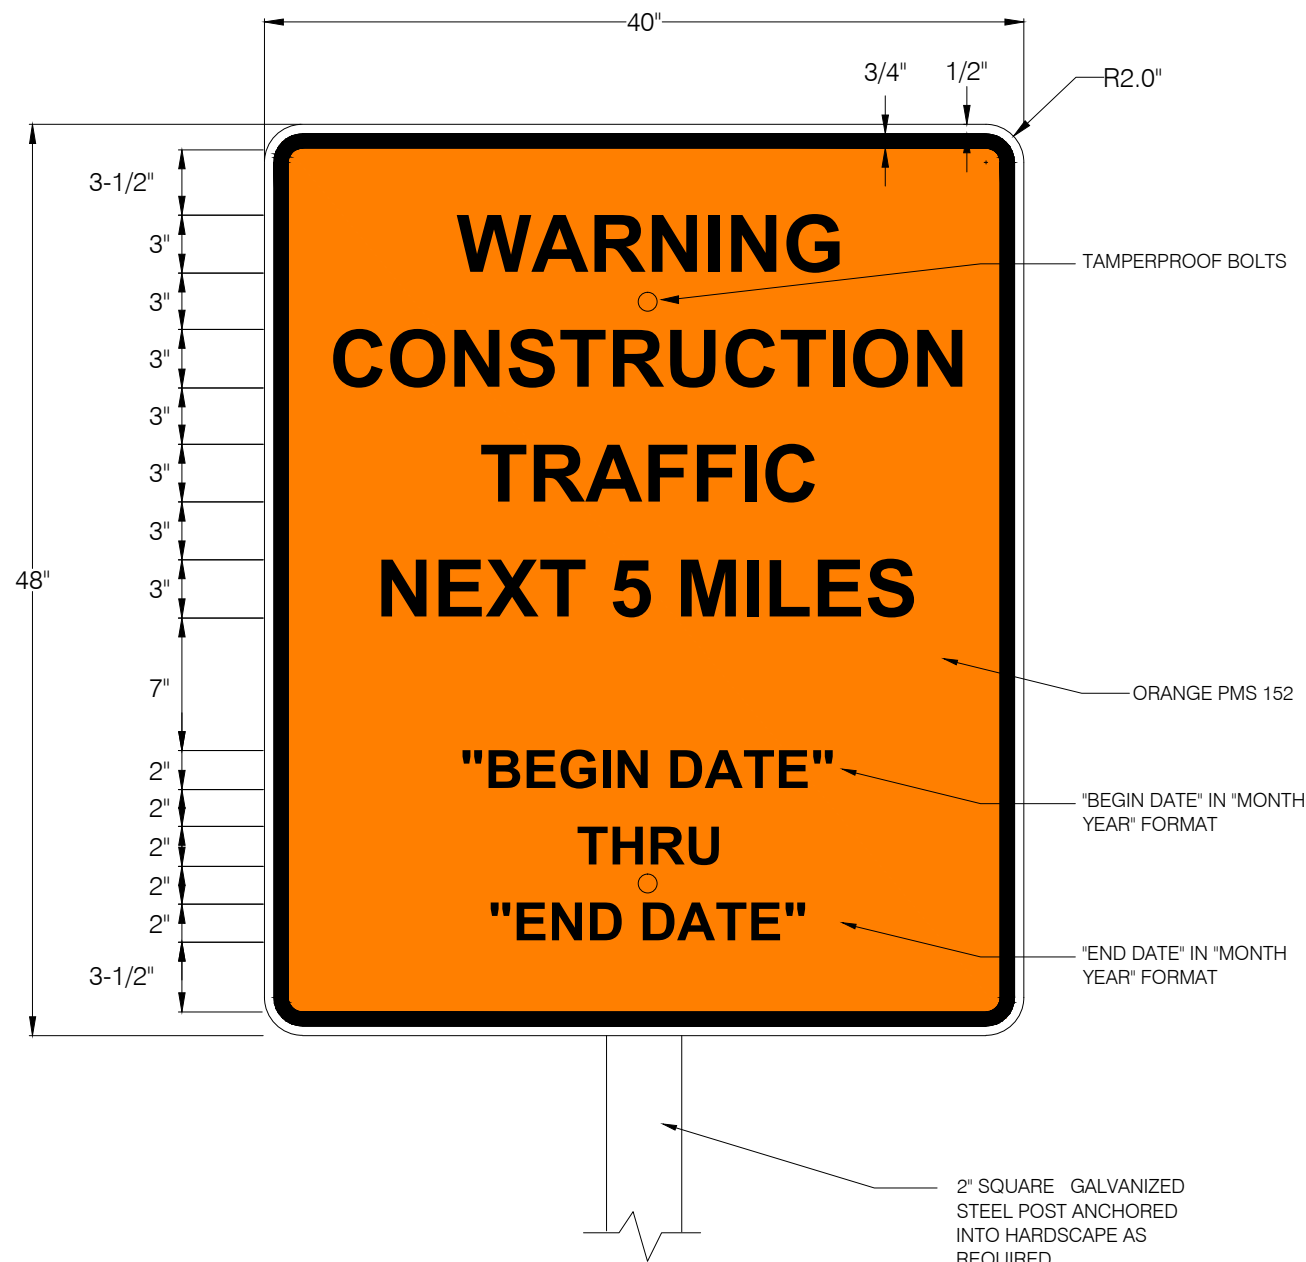 40"
3/4" 1/2"
R2.0"
48"
3-1/2"
3"
3"
3"
3"
3"
3"
3"
7"
2"
2"
2"
2"
2"
3-1/2"
WARNING
CONSTRUCTION
TRAFFIC
NEXT 5 MILES
"BEGIN DATE"
THRU
"END DATE"
TAMPERPROOF BOLTS
ORANGE PMS 152
"BEGIN DATE" IN "MONTH
YEAR" FORMAT
"END DATE" IN "MONTH
YEAR" FORMAT
2" SQUARE GALVANIZED
STEEL POST ANCHORED
INTO HARDSCAPE AS
REQUIRED